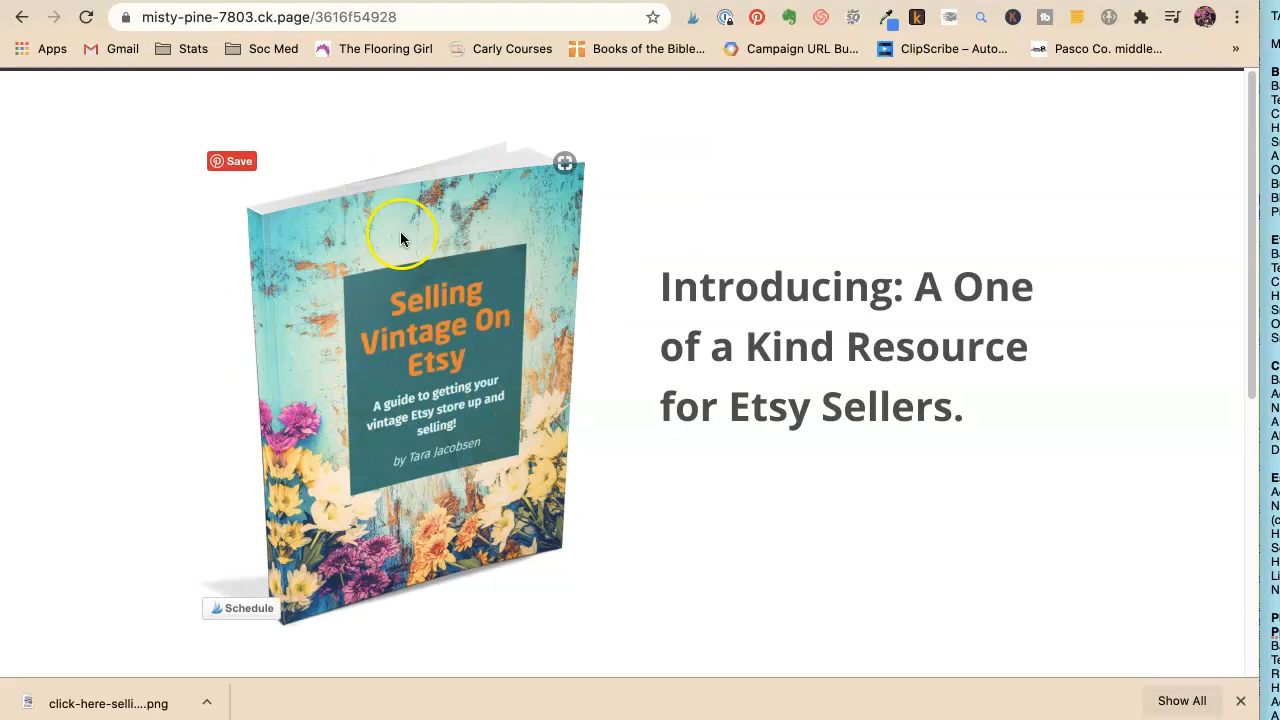 misty-pine-7803.ck.page/3616f54928
Apps
Gmail
Stats
Soc Med
The Flooring Girl
Carly Courses
Books of the Bible...
Campaign URL Bu...
ClipScribe – Auto...
Pasco Co. middle...
»
Save
Selling
Vintage On
Etsy
A guide to getting your
vintage Etsy store up and
selling!
by Tara Jacobsen
Introducing: A One
of a Kind Resource
for Etsy Sellers.
Schedule
click-here-selli....png
Show All